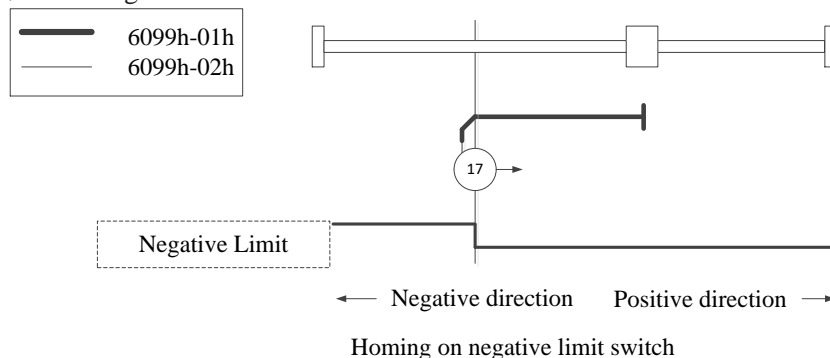 6099h-01h
6099h-02h
17
Negative Limit
Negative direction
Positive direction
Homing on negative limit switch